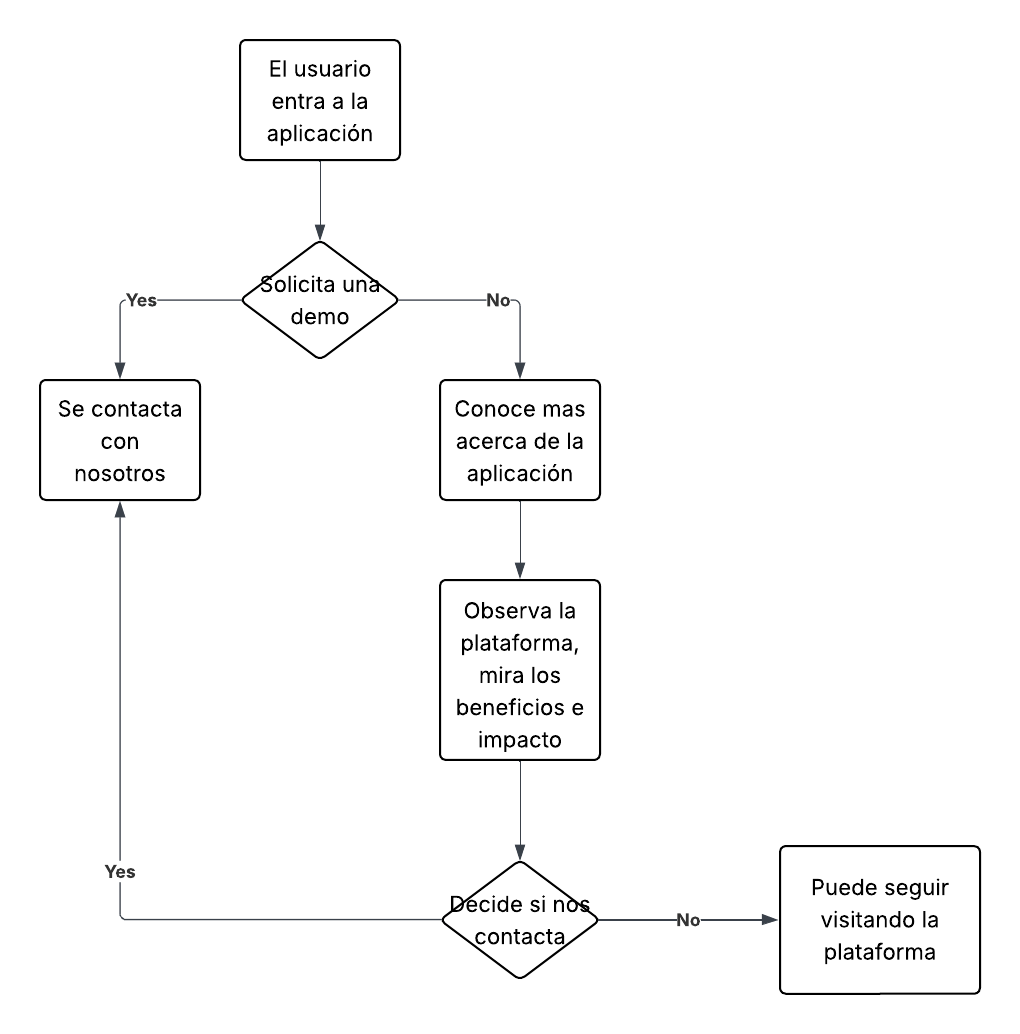 El usuario
entra a la
aplicación
Solicita una
demo
Yes
No
Se contacta
con
nosotros
Conoce mas
acerca de la
aplicación
Observa la
plataforma,
mira los
beneficios e
impacto
Yes
Decide si nos
contacta
No
Puede seguir
visitando la
plataforma